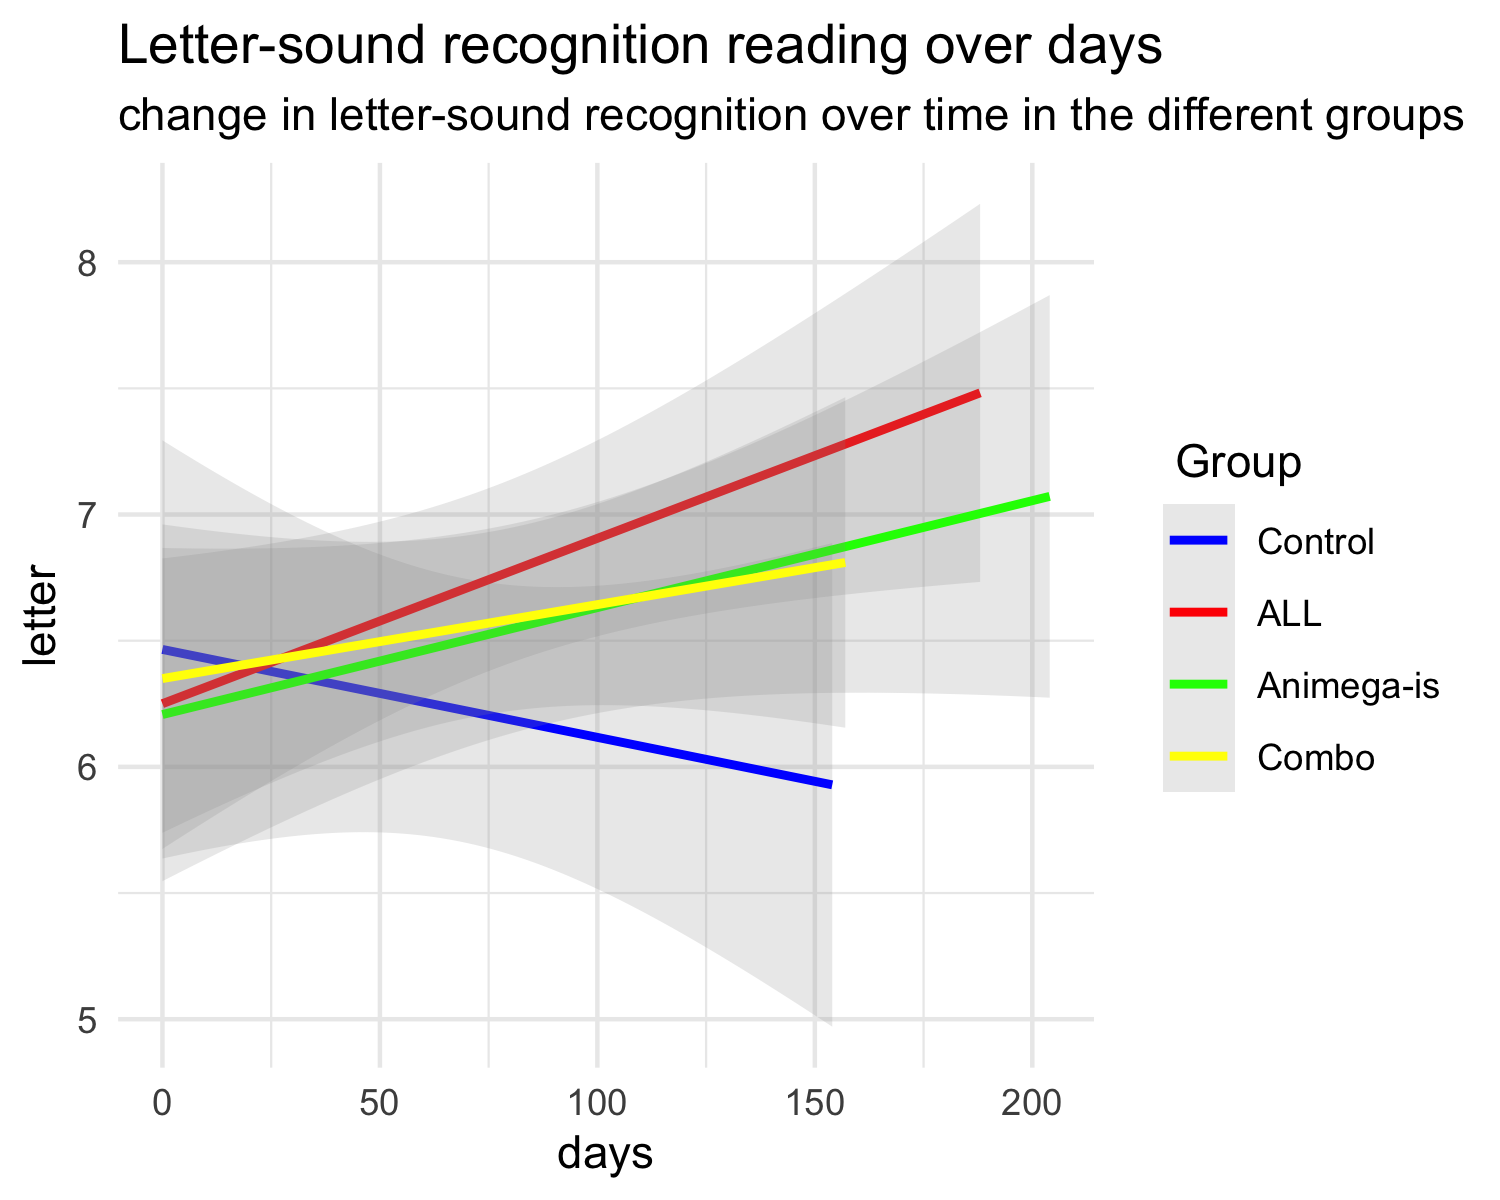 Letter-sound recognition reading over days
change in letter-sound recognition over time in the different groups
8
7
6
5
letter
0 50 100 150 200
days
Group
Control
ALL
Animega-is
Combo